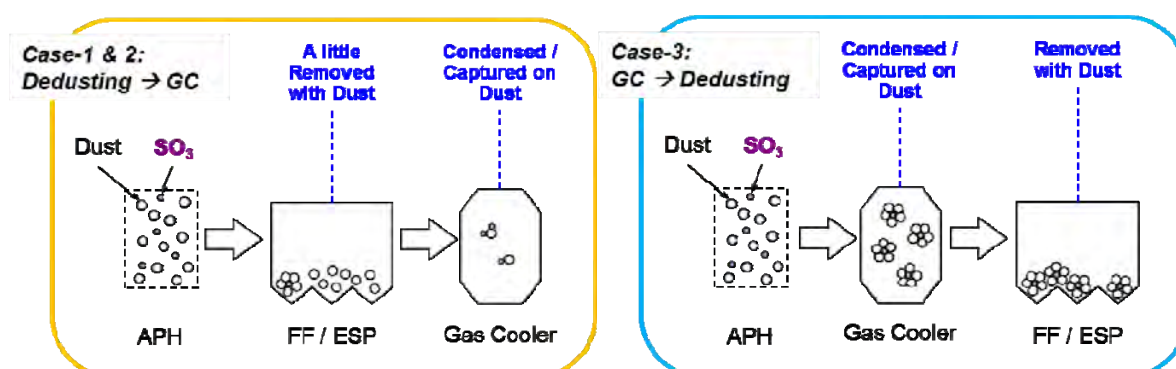 Case-1 & 2:
Dedusting → GC
A little
Removed
with Dust
Condensed /
Captured on
Dust
Dust
SO₃
APH
FF / ESP
Gas Cooler
Case-3:
GC → Dedusting
Condensed /
Captured on
Dust
Removed
with Dust
Dust
SO₃
APH
Gas Cooler
FF / ESP